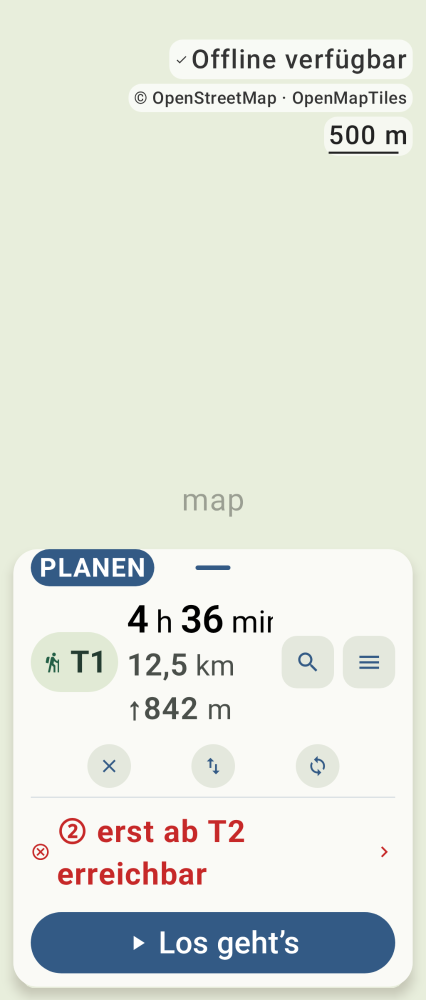 Offline verfügbar
© OpenStreetMap · OpenMapTiles
500 m
map
PLANEN
T1
4 h 36 min
12,5 km
↑842 m
② erst ab T2
erreichbar
Los geht’s